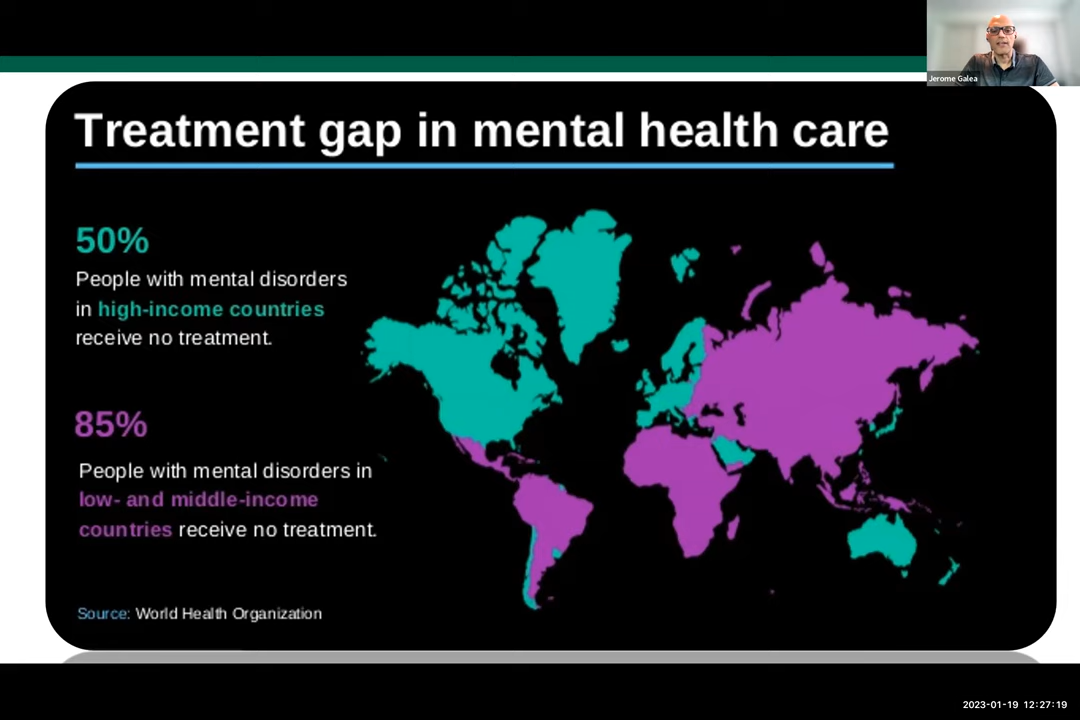 Jerome Galea
Treatment gap in mental health care
50%
People with mental disorders
in high-income countries
receive no treatment.
85%
People with mental disorders in
low- and middle-income
countries receive no treatment.
Source: World Health Organization
2023-01-19 12:27:19